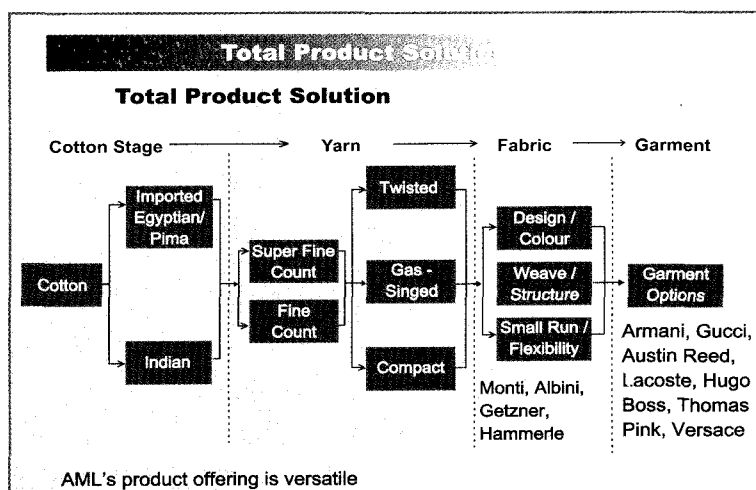 Total Product Solution
Total Product Solution
Cotton Stage
Yarn
Fabric
Garment
Cotton
Imported
Egyptian/
Pima
Indian
Super Fine
Count
Fine
Count
Twisted
Gas -
Singed
Compact
Design /
Colour
Weave /
Structure
Small Run /
Flexibility
Monti, Albini,
Getzner,
Hammerle
Garment
Options
Armani, Gucci,
Austin Reed,
Lacoste, Hugo
Boss, Thomas
Pink, Versace
AML's product offering is versatile